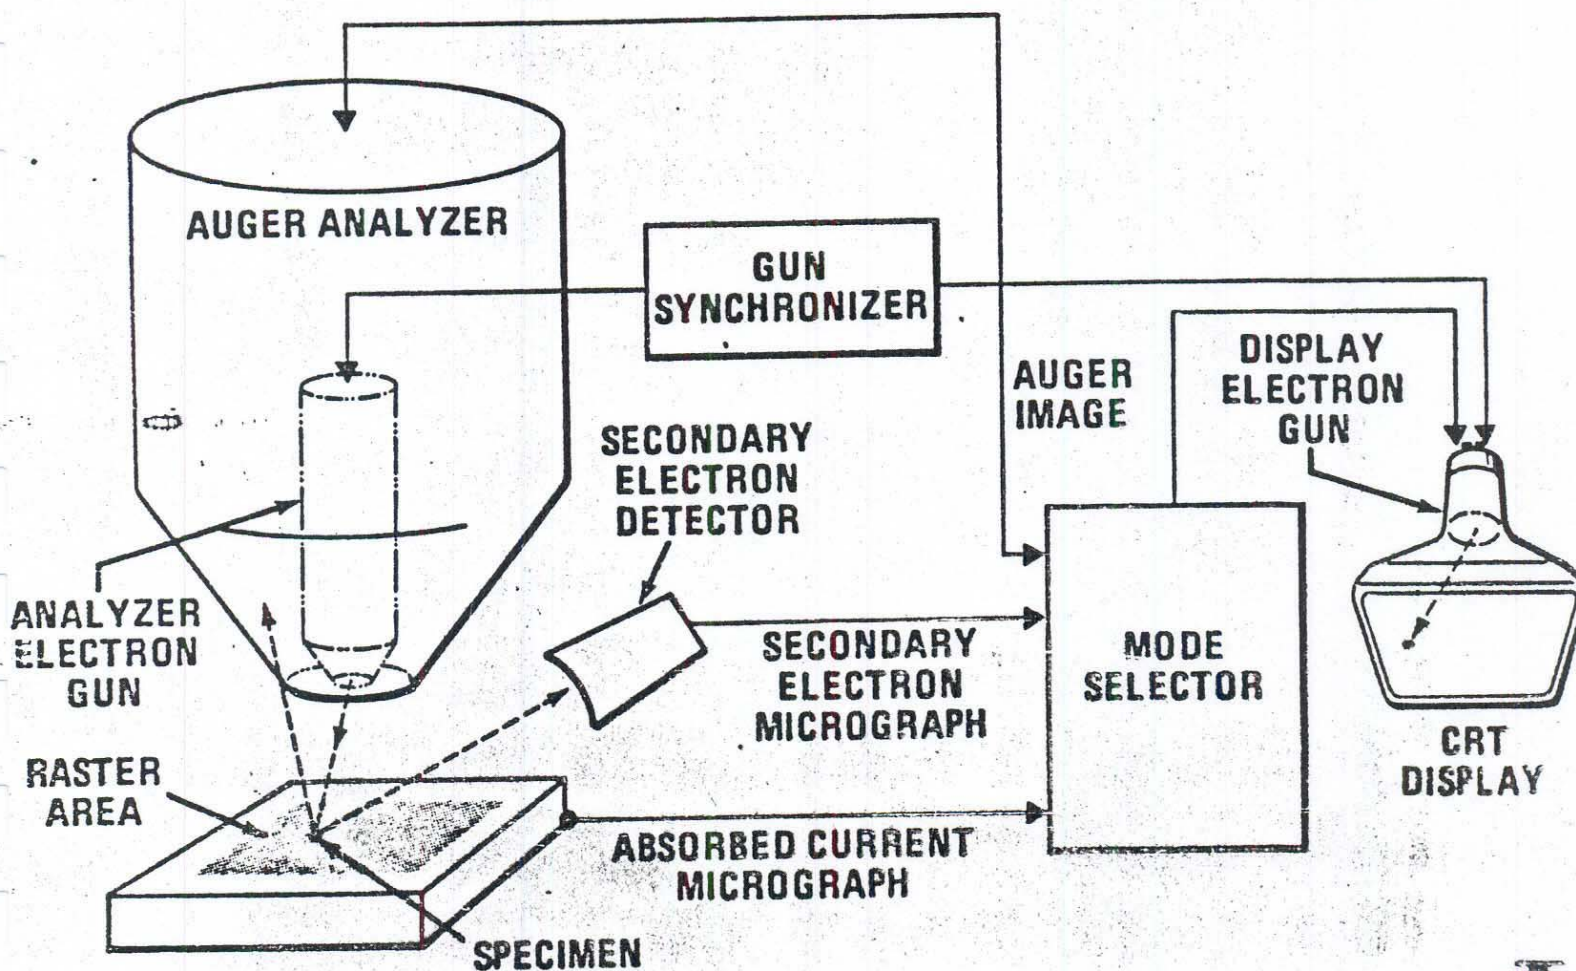 AUGER ANALYZER
GUN
SYNCHRONIZER
AUGER
IMAGE
DISPLAY
ELECTRON
GUN
SECONDARY
ELECTRON
DETECTOR
ANALYZER
ELECTRON
GUN
SECONDARY
ELECTRON
MICROGRAPH
MODE
SELECTOR
CRT
DISPLAY
RASTER
AREA
ABSORBED CURRENT
MICROGRAPH
SPECIMEN